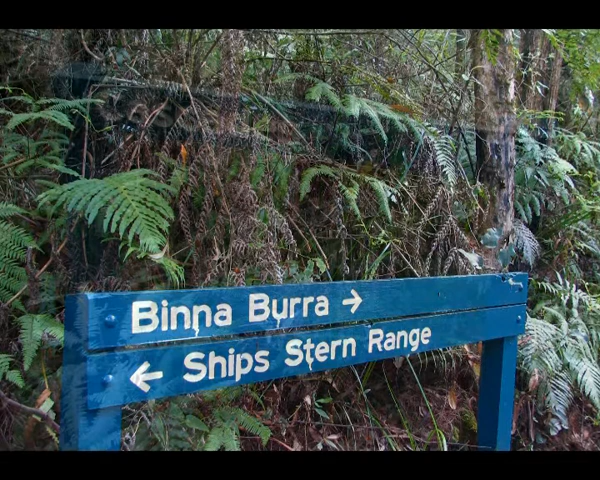 Binna Burra →
← Ships Stern Range